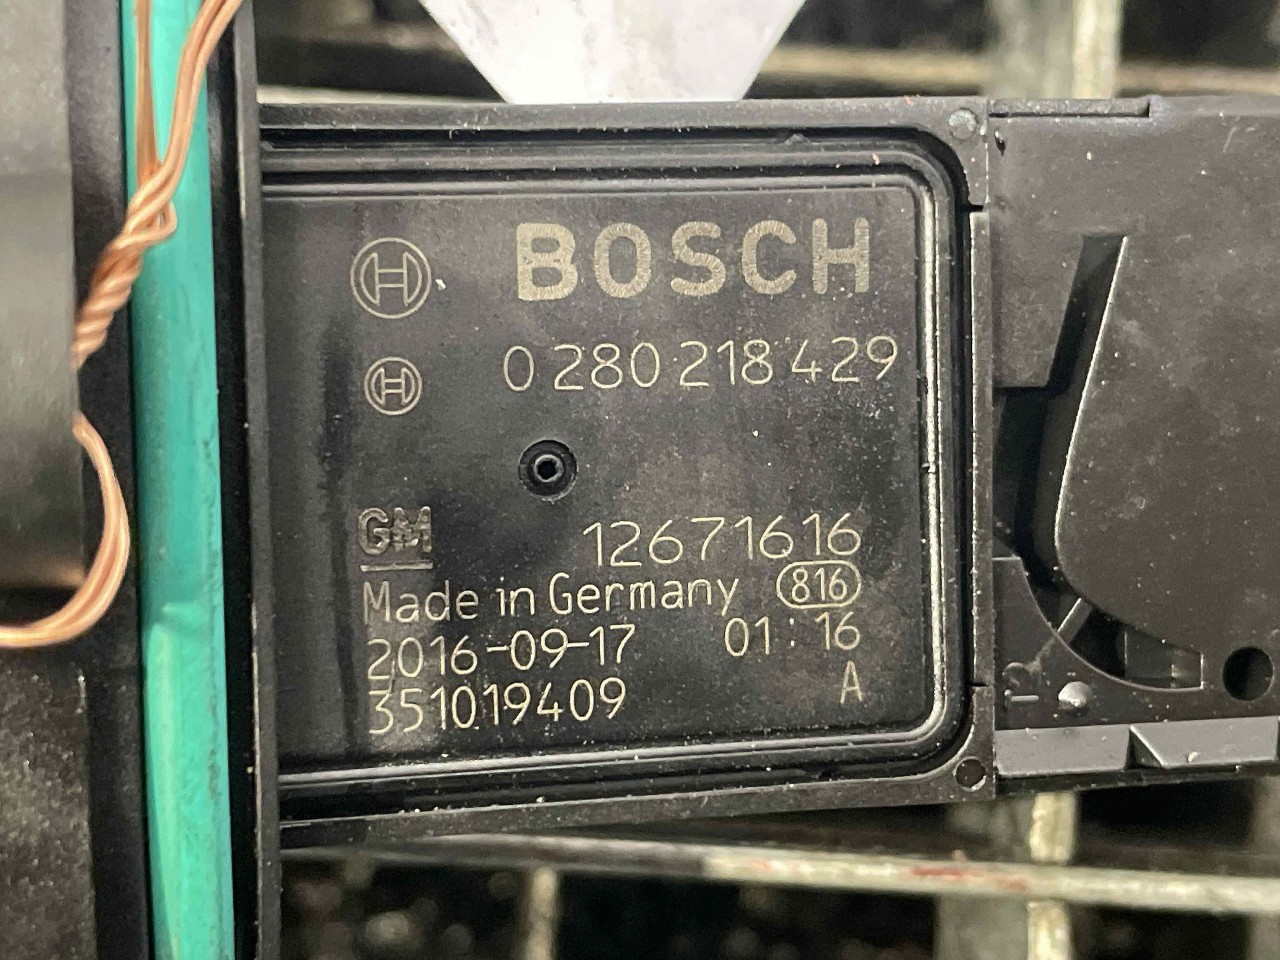 BOSCH
0 280 218 429
GM
12671616
Made in Germany 816
2016-09-17 01:16
351019409 A